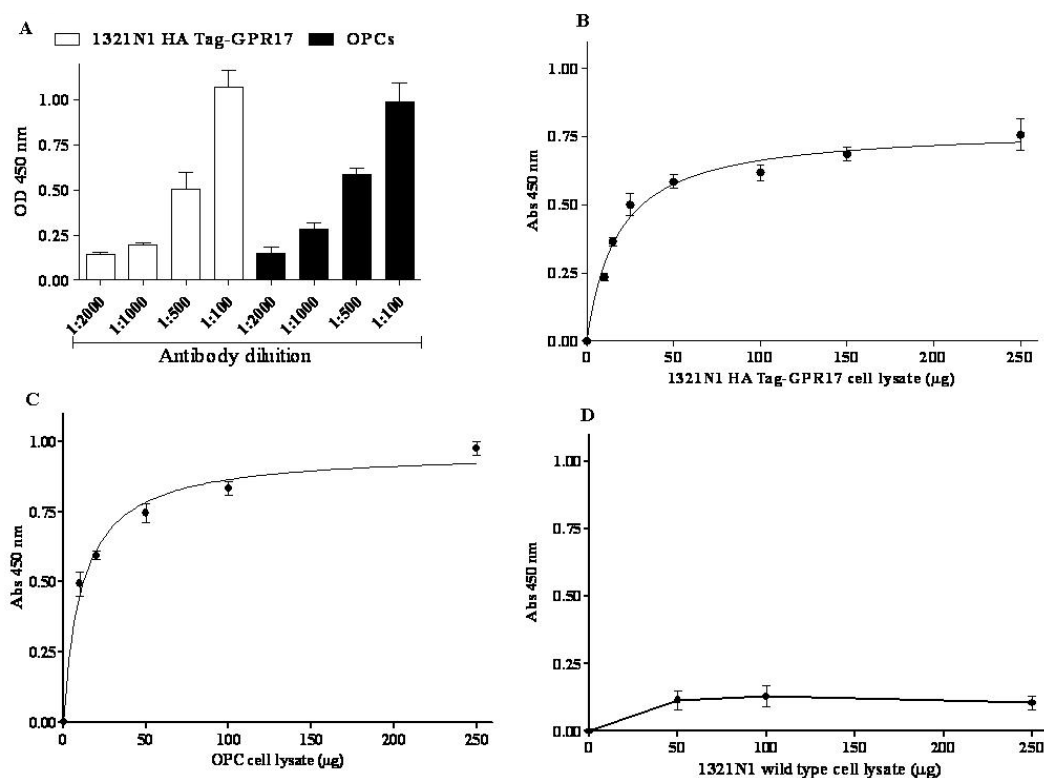 A
1321N1 HA Tag-GPR17 OPCs
OD 450 nm
1.00
0.75
0.50
0.25
0.00
1:2000 1:1000 1:500 1:100 1:2000 1:1000 1:500 1:100
Antibody dilution
B
Abs 450 nm
1.00
0.75
0.50
0.25
0.00
0 50 100 150 200 250
1321N1 HA Tag-GPR17 cell lysate (µg)
C
Abs 450 nm
1.00
0.75
0.50
0.25
0.00
0 50 100 150 200 250
OPC cell lysate (µg)
D
Abs 450 nm
1.00
0.75
0.50
0.25
0.00
0 50 100 150 200 250
1321N1 wild type cell lysate (µg)